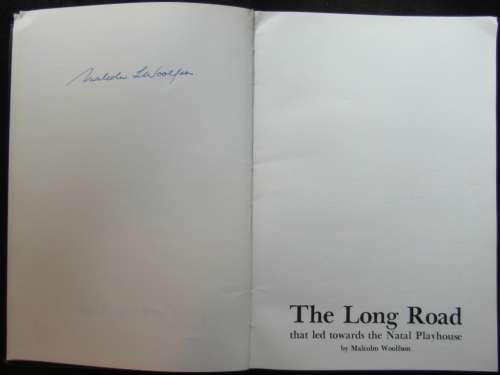 Malcolm L Woolfson
The Long Road
that led towards the Natal Playhouse
by Malcolm Woolfson